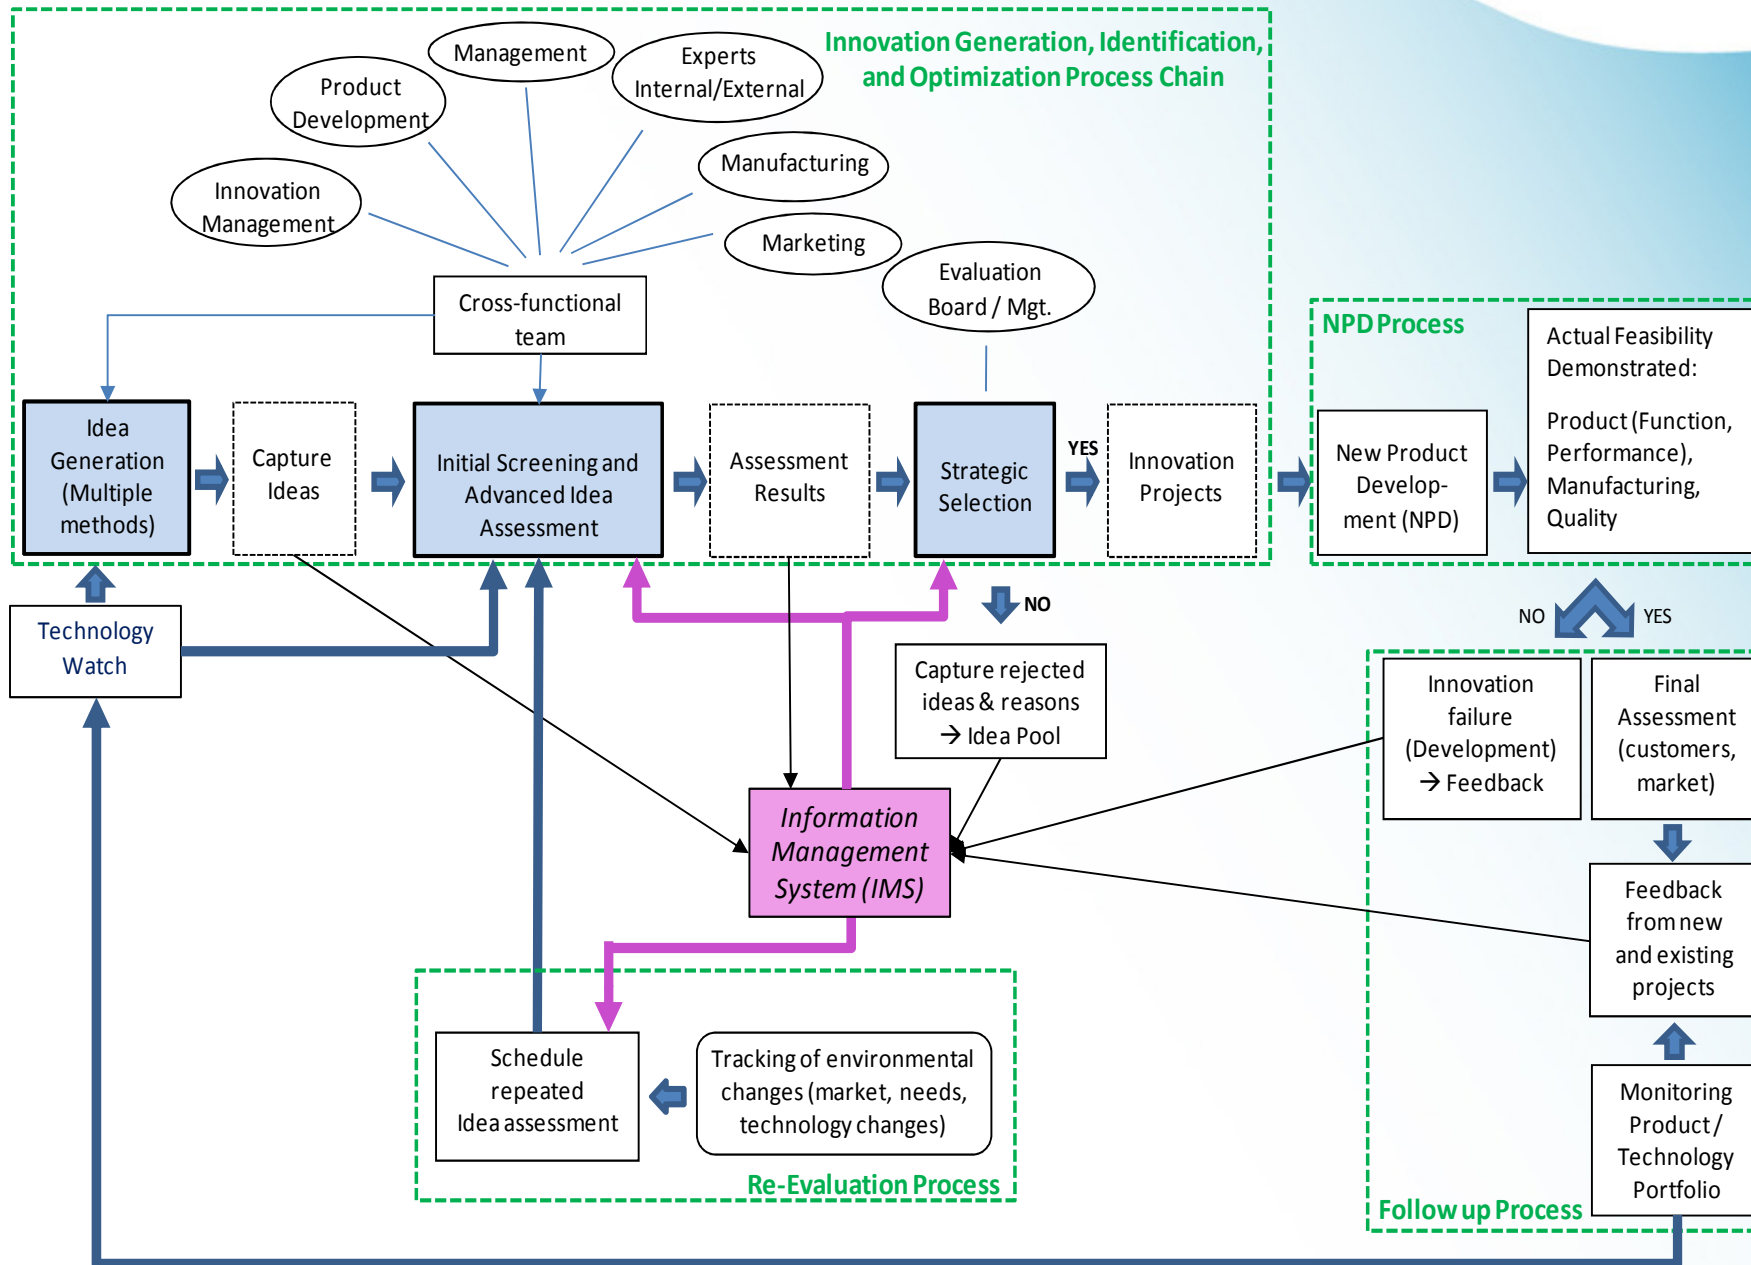 Innovation Generation, Identification,
and Optimization Process Chain
Management
Experts
Internal/External
Product
Development
Manufacturing
Innovation
Management
Marketing
Evaluation
Board / Mgt.
Cross-functional
team
NPD Process
Actual Feasibility
Demonstrated:
Product (Function,
Performance),
Manufacturing,
Quality
Idea
Generation
(Multiple
methods)
Capture
Ideas
Initial Screening and
Advanced Idea
Assessment
Assessment
Results
Strategic
Selection
YES
Innovation
Projects
New Product
Develop-
ment (NPD)
NO
NO
YES
Technology
Watch
Capture rejected
ideas & reasons
→ Idea Pool
Innovation
failure
(Development)
→ Feedback
Final
Assessment
(customers,
market)
Information
Management
System (IMS)
Feedback
from new
and existing
projects
Schedule
repeated
Idea assessment
Tracking of environmental
changes (market, needs,
technology changes)
Monitoring
Product /
Technology
Portfolio
Re-Evaluation Process
Follow up Process